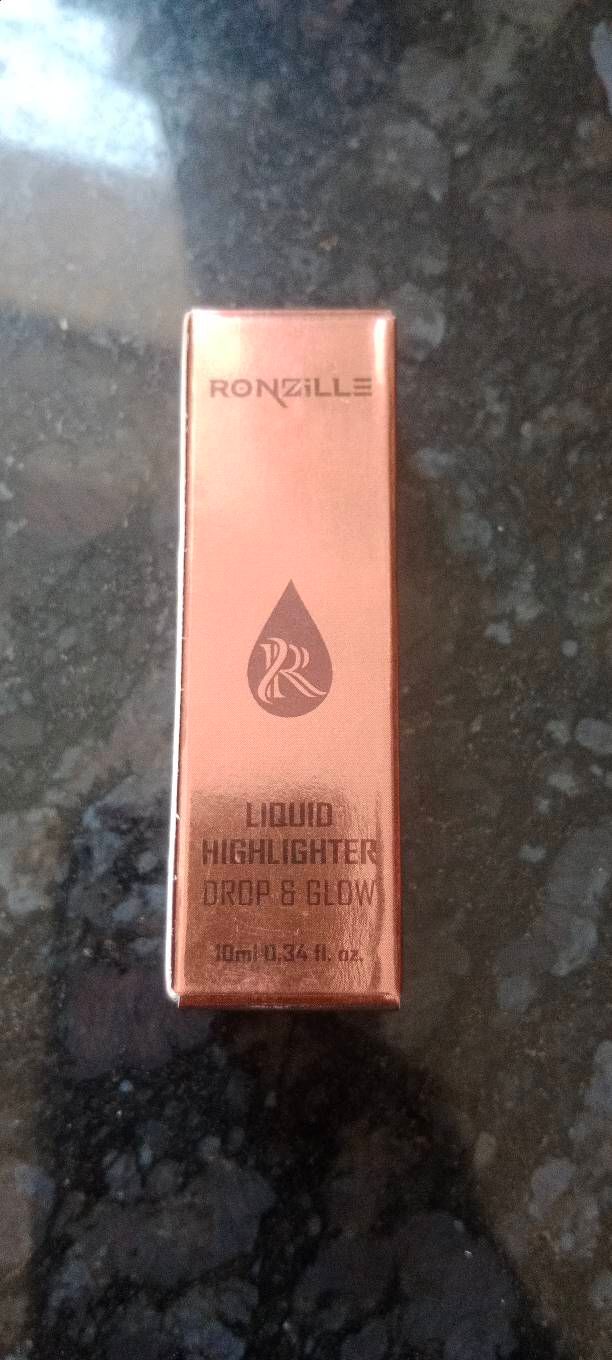 RONZiLLE
R
LIQUID
HIGHLIGHTER
DROP & GLOW
10ml 0.34 fl. oz.